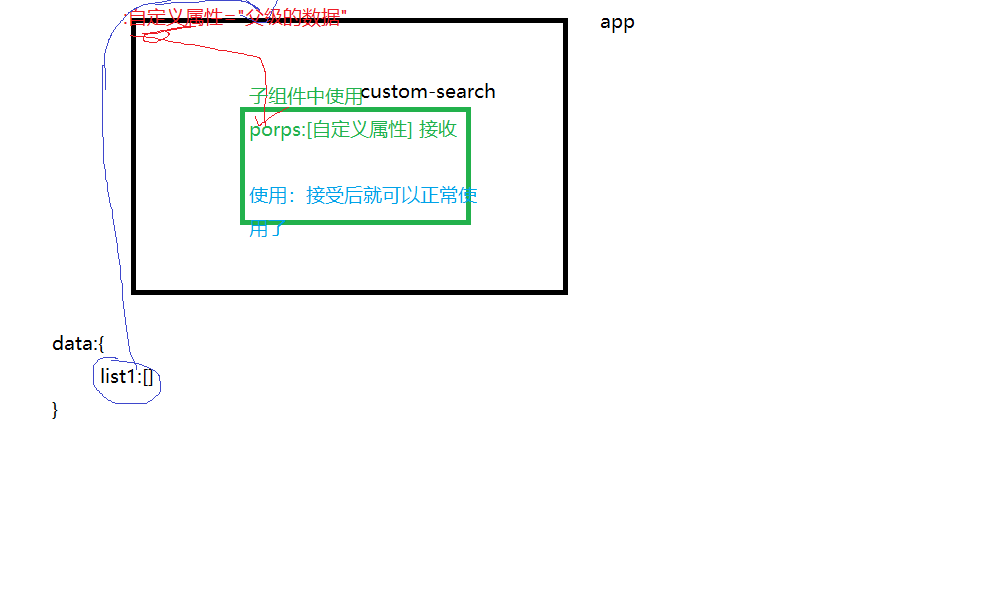 :自定义属性="父级的数据"
app
子组件中使用
custom-search
porps:[自定义属性] 接收
使用：接受后就可以正常使
用了
data:{
list1:[]
}